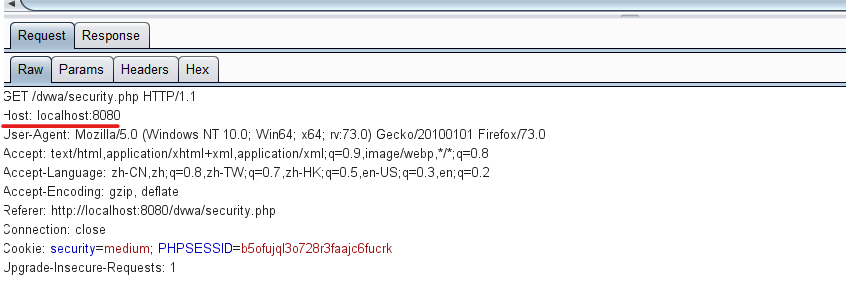 Request Response
Raw Params Headers Hex
GET /dvwa/security.php HTTP/1.1
Host: localhost:8080
User-Agent: Mozilla/5.0 (Windows NT 10.0; Win64; x64; rv:73.0) Gecko/20100101 Firefox/73.0
Accept: text/html,application/xhtml+xml,application/xml;q=0.9,image/webp,*/*;q=0.8
Accept-Language: zh-CN,zh;q=0.8,zh-TW;q=0.7,zh-HK;q=0.5,en-US;q=0.3,en;q=0.2
Accept-Encoding: gzip, deflate
Referer: http://localhost:8080/dvwa/security.php
Connection: close
Cookie: security=medium; PHPSESSID=b5ofujql3o728r3faajc6fucrk
Upgrade-Insecure-Requests: 1